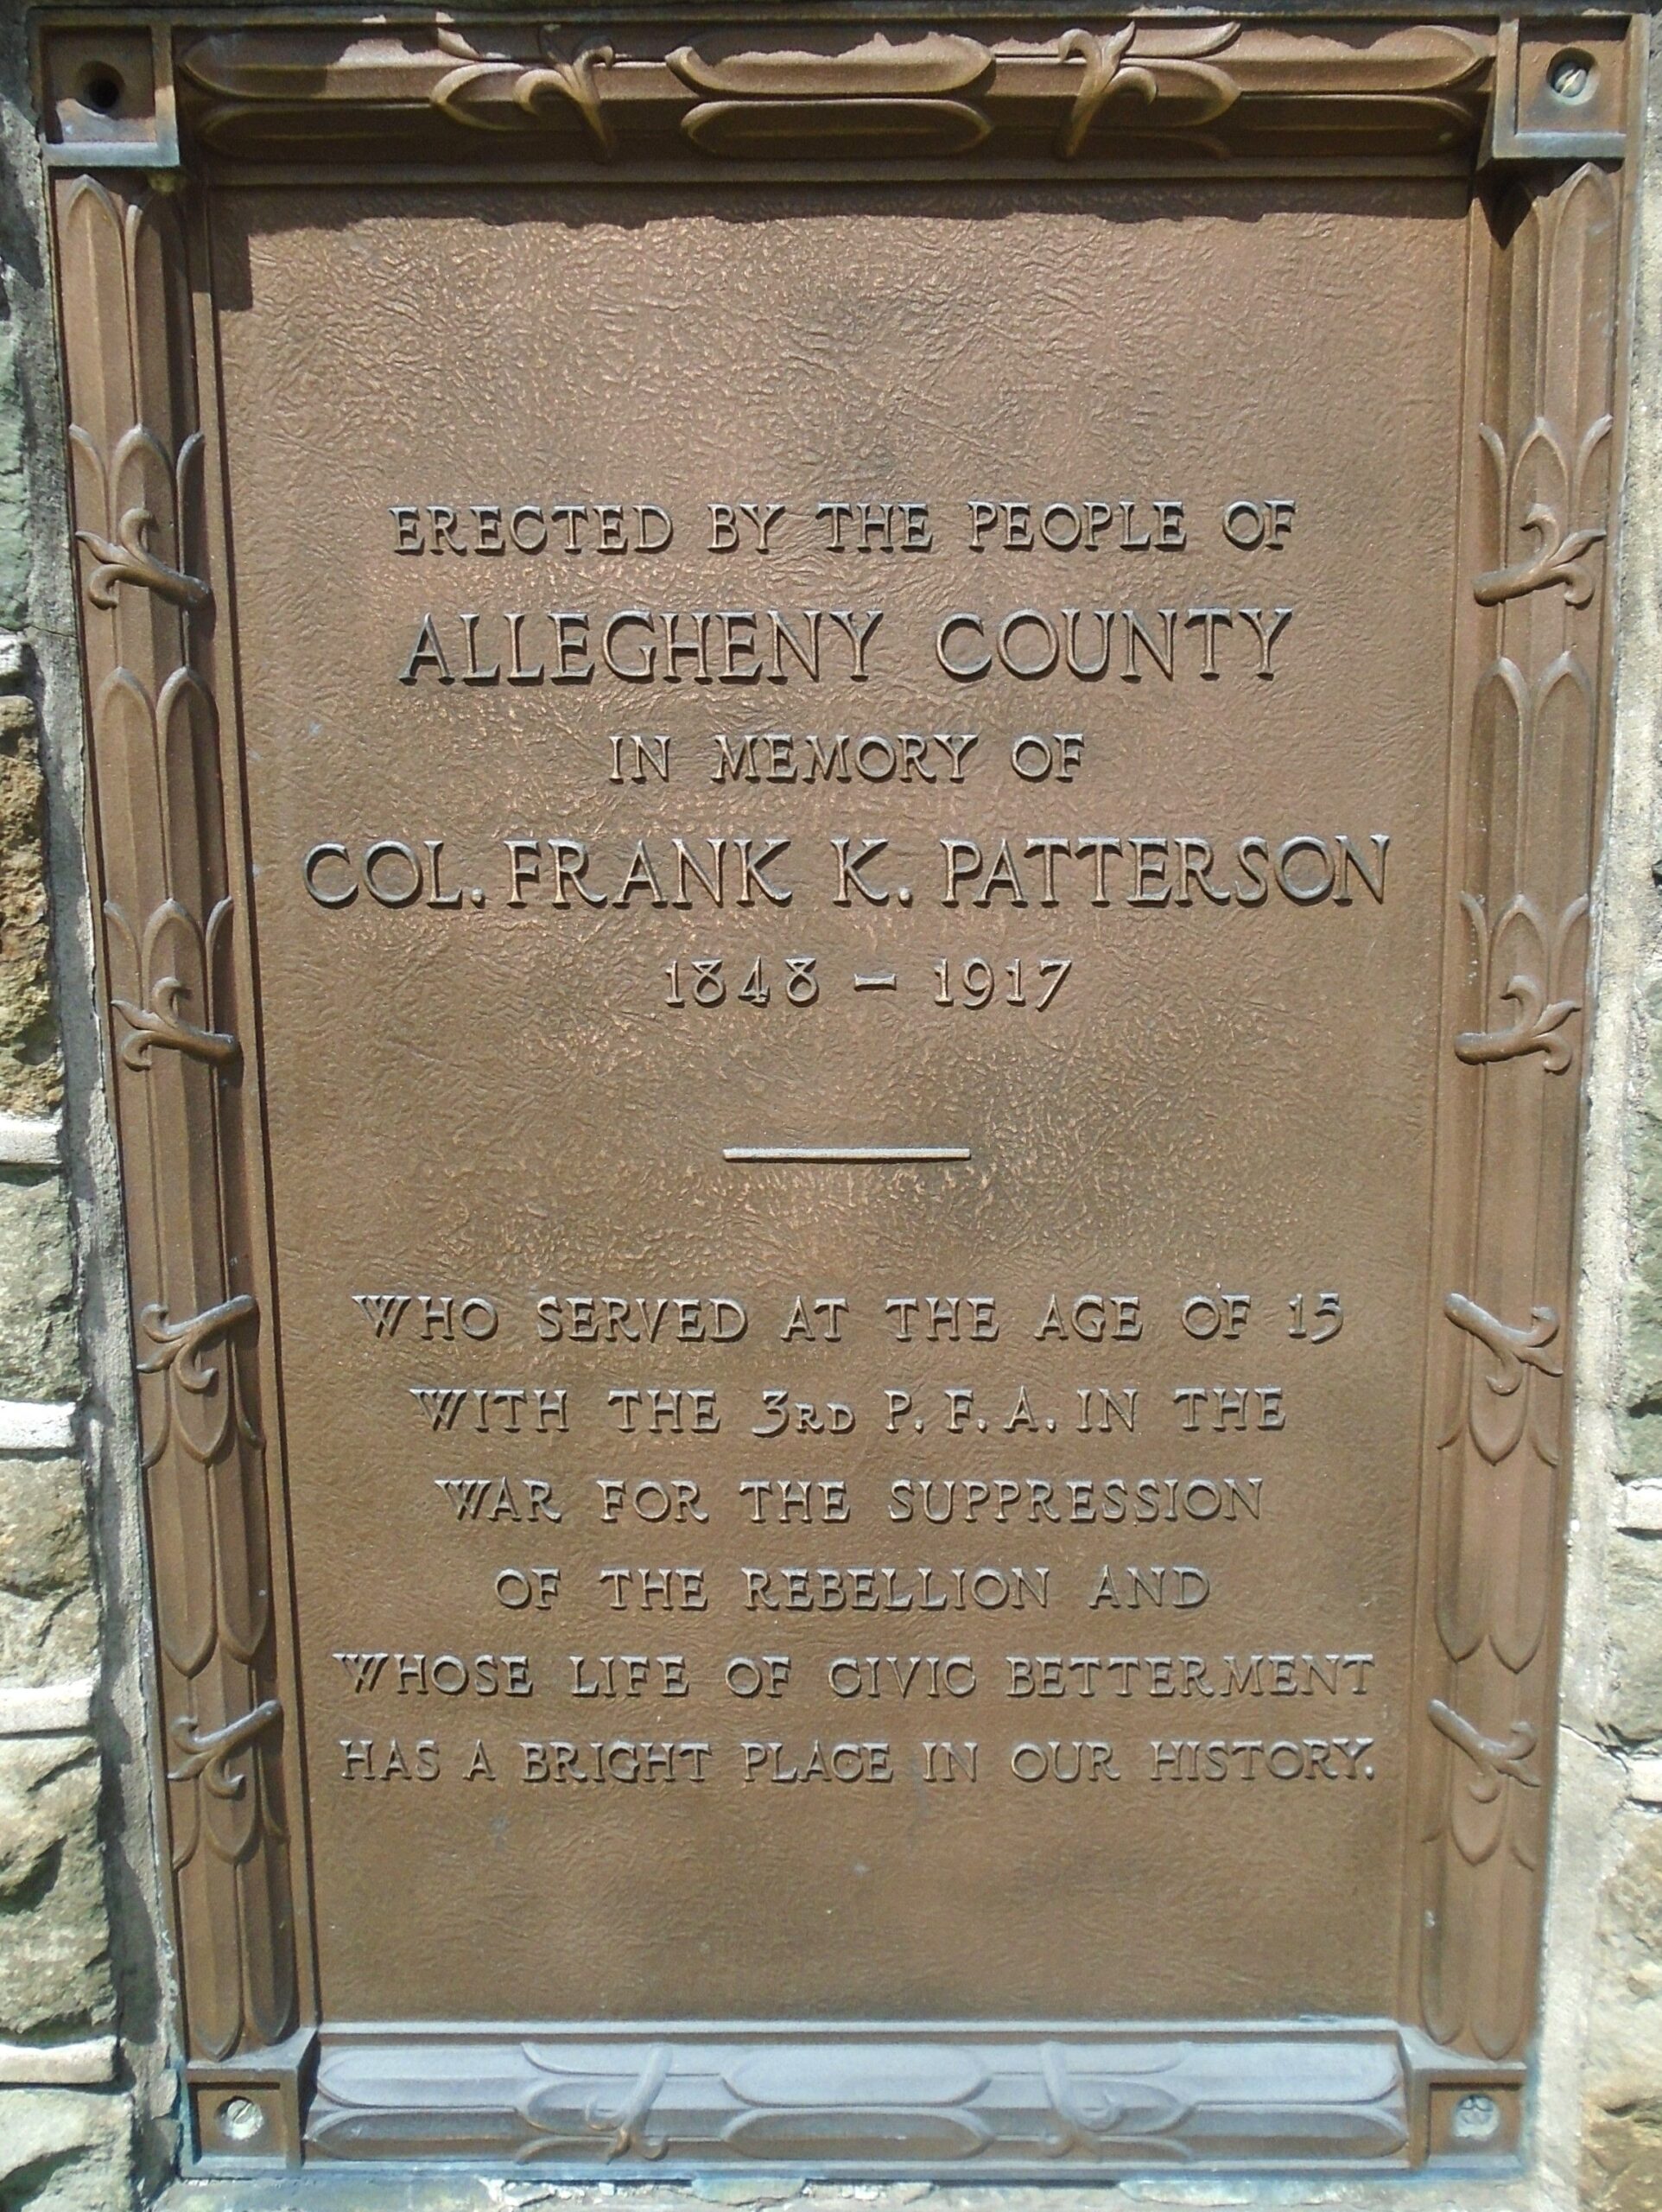 ERECTED BY THE PEOPLE OF
ALLEGHENY COUNTY
IN MEMORY OF
COL. FRANK K. PATTERSON
1848 – 1917
WHO SERVED AT THE AGE OF 15
WITH THE 3RD P. F. A. IN THE
WAR FOR THE SUPPRESSION
OF THE REBELLION AND
WHOSE LIFE OF CIVIC BETTERMENT
HAS A BRIGHT PLACE IN OUR HISTORY.